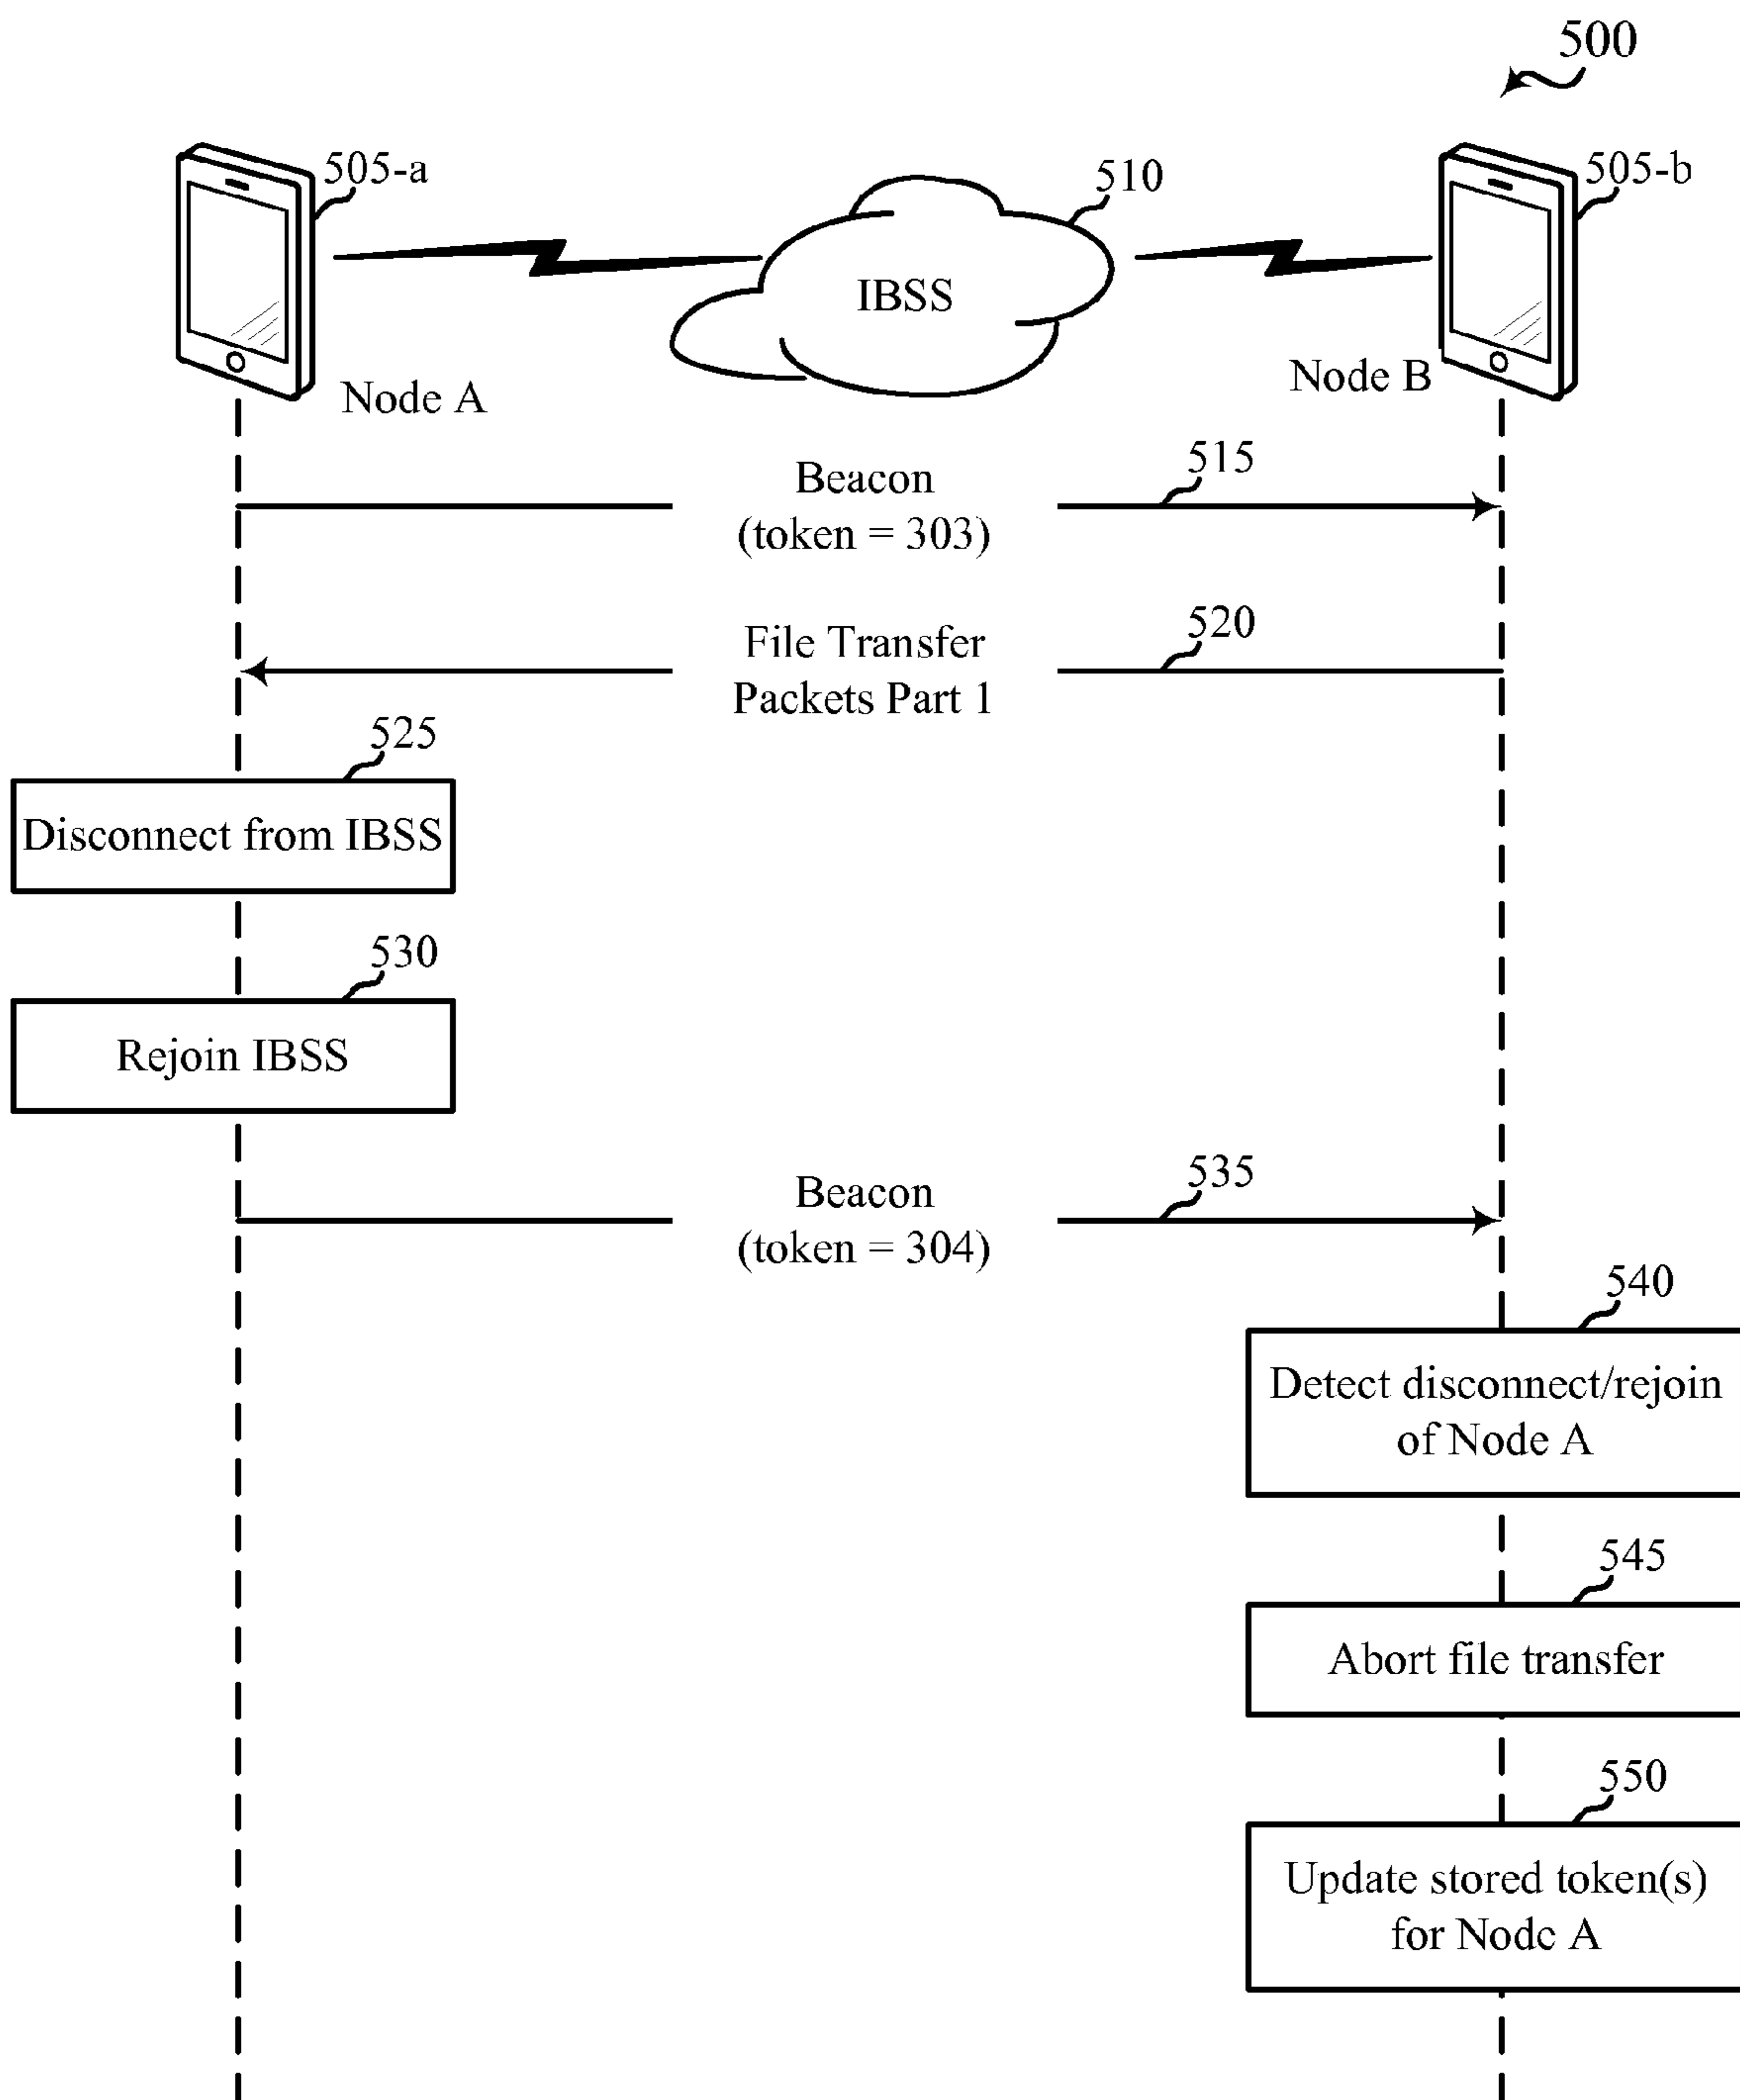 500
505-a
510
505-b
IBSS
Node A
Node B
515
Beacon
(token = 303)
520
File Transfer
Packets Part 1
525
Disconnect from IBSS
530
Rejoin IBSS
535
Beacon
(token = 304)
540
Detect disconnect/rejoin
of Node A
545
Abort file transfer
550
Update stored token(s)
for Node A